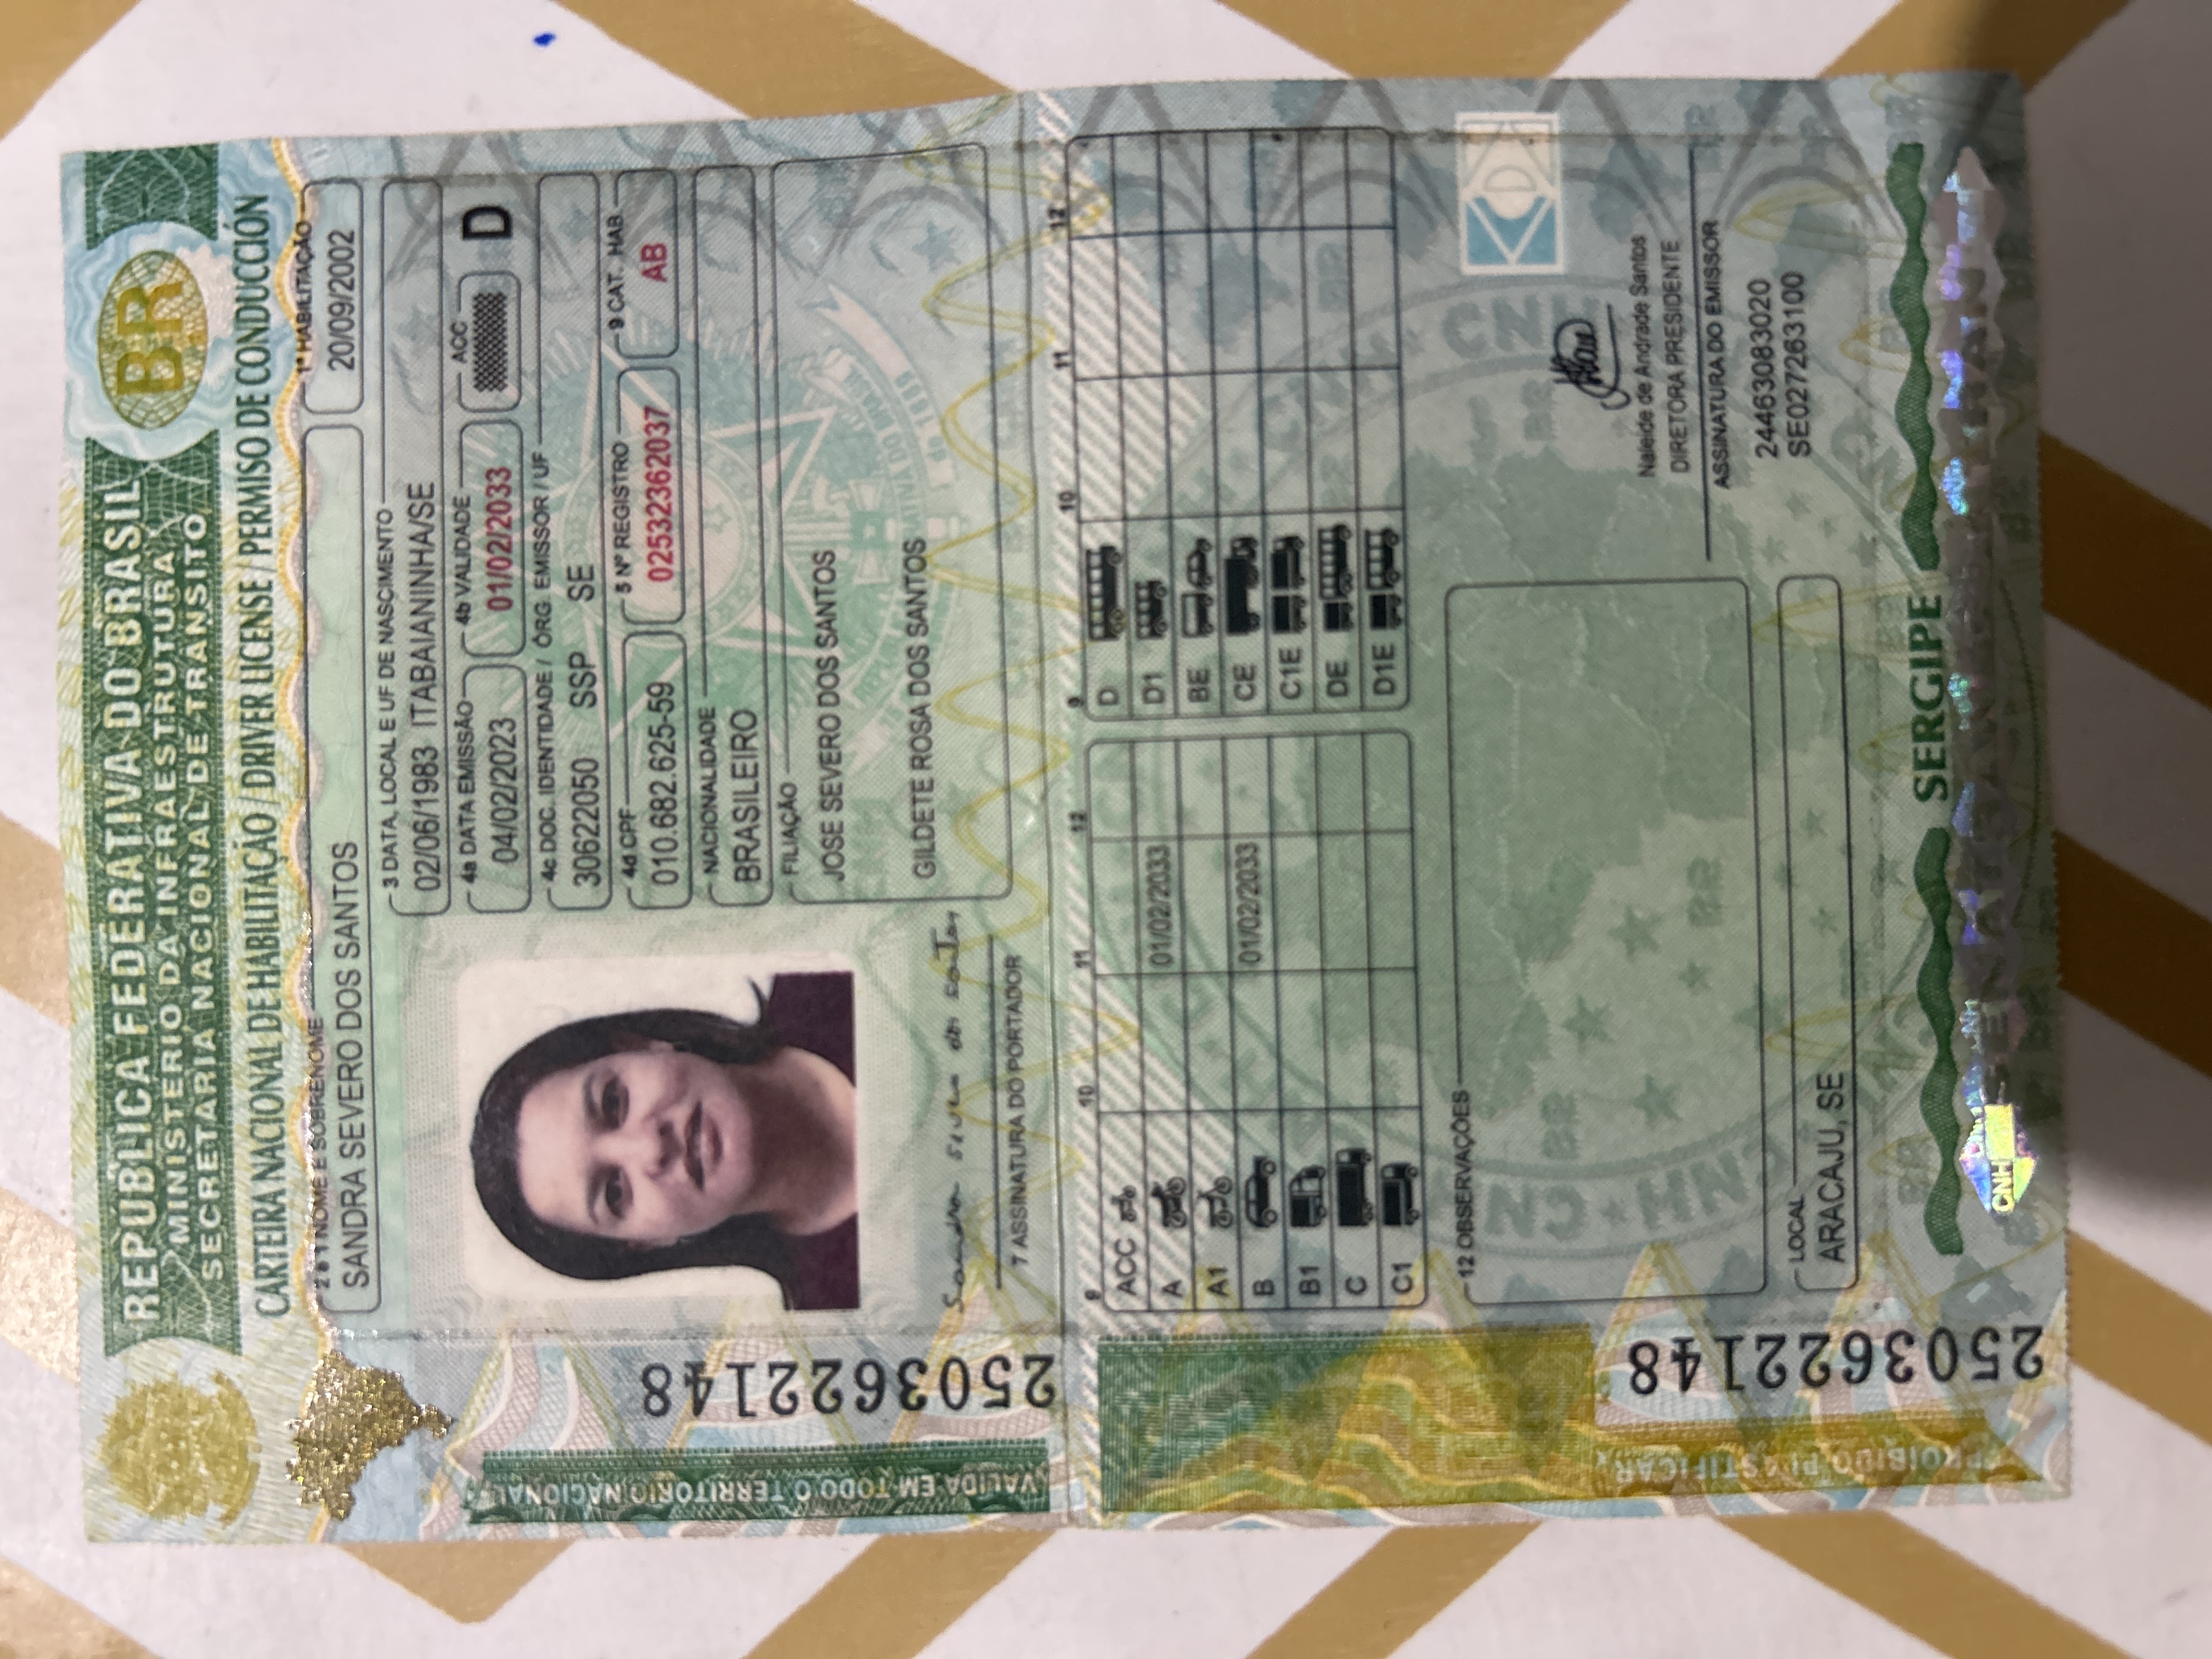 REPÚBLICA FEDERATIVA DO BRASIL
MINISTÉRIO DA INFRAESTRUTURA
SECRETARIA NACIONAL DE TRÂNSITO
BR
CARTEIRA NACIONAL DE HABILITAÇÃO / DRIVER LICENSE / PERMISO DE CONDUCCIÓN
2 e 1 NOME E SOBRENOME
SANDRA SEVERO DOS SANTOS
1ª HABILITAÇÃO
20/09/2002
3 DATA, LOCAL E UF DE NASCIMENTO
02/06/1983 ITABAIANINHA/SE
4a DATA EMISSÃO
04/02/2023
4b VALIDADE
01/02/2033
ACC
D
4c DOC. IDENTIDADE / ÓRG. EMISSOR / UF
30622050 SSP SE
4d CPF
010.682.625-59
5 Nº REGISTRO
02532362037
9 CAT. HAB.
AB
NACIONALIDADE
BRASILEIRO
FILIAÇÃO
JOSE SEVERO DOS SANTOS
GILDETE ROSA DOS SANTOS
Sandra Severo dos Santos
7 ASSINATURA DO PORTADOR
VÁLIDA EM TODO O TERRITÓRIO NACIONAL
2503622148
9 10 11 12
ACC
A 01/02/2033
A1
B 01/02/2033
B1
C
C1
9 10 11 12
D
D1
BE
CE
C1E
DE
D1E
12 OBSERVAÇÕES
Naleide de Andrade Santos
DIRETORA PRESIDENTE
ASSINATURA DO EMISSOR
24463083020
SE027263100
LOCAL
ARACAJU, SE
PROIBIDO PLASTIFICAR
2503622148
SERGIPE
CNH